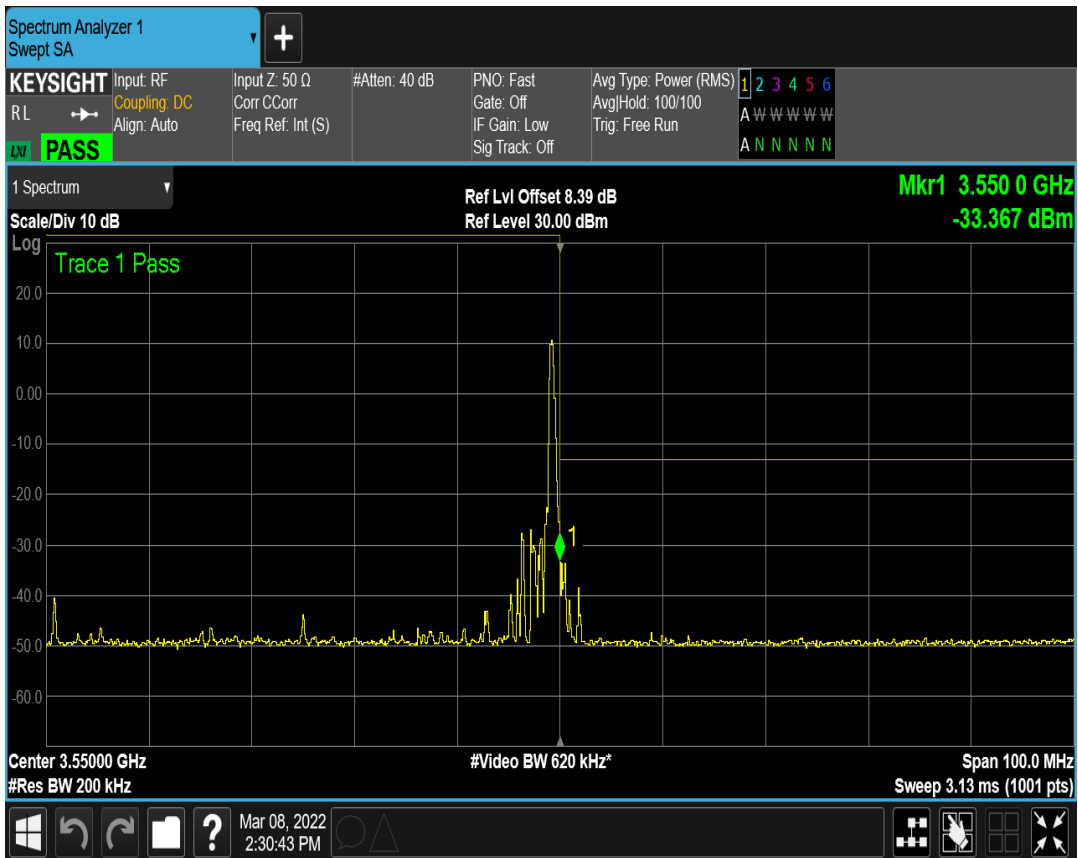 Spectrum Analyzer 1
Swept SA
+
KEYSIGHT
RL
LXI PASS
Input: RF
Coupling: DC
Align: Auto
Input Z: 50 Ω
Corr CCorr
Freq Ref: Int (S)
#Atten: 40 dB
PNO: Fast
Gate: Off
IF Gain: Low
Sig Track: Off
Avg Type: Power (RMS)
Avg|Hold: 100/100
Trig: Free Run
1 2 3 4 5 6
A W W W W W
A N N N N N
1 Spectrum
Scale/Div 10 dB
Ref Lvl Offset 8.39 dB
Ref Level 30.00 dBm
Mkr1 3.550 0 GHz
-33.367 dBm
Log
Trace 1 Pass
20.0
10.0
0.00
-10.0
-20.0
-30.0
-40.0
-50.0
-60.0
1
Center 3.55000 GHz
#Res BW 200 kHz
#Video BW 620 kHz*
Span 100.0 MHz
Sweep 3.13 ms (1001 pts)
?
Mar 08, 2022
2:30:43 PM